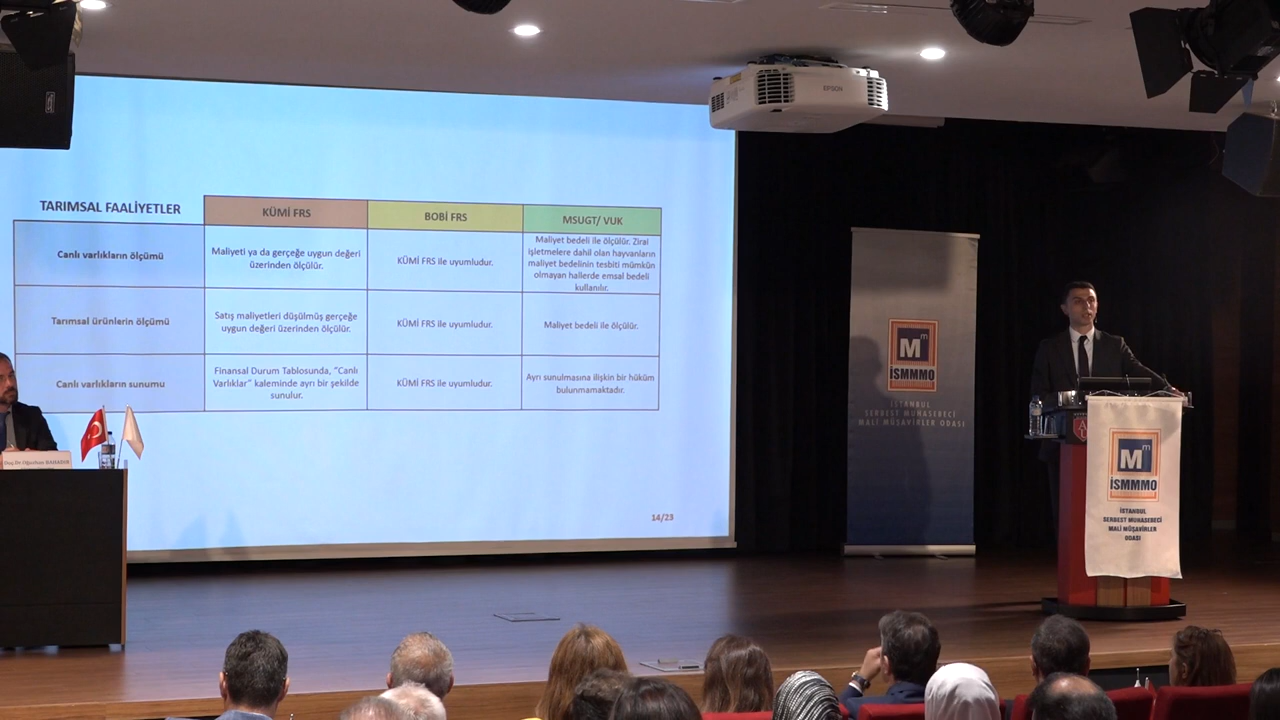 EPSON
TARIMSAL FAALİYETLER
KÜMİ FRS
BOBİ FRS
MSUGT/ VUK
Canlı varlıkların ölçümü
Maliyeti ya da gerçeğe uygun değeri
üzerinden ölçülür.
KÜMİ FRS ile uyumludur.
Maliyet bedeli ile ölçülür. Zirai
işletmelere dahil olan hayvanların
maliyet bedelinin tesbiti mümkün
olmayan hallerde emsal bedeli
kullanılır.
Tarımsal ürünlerin ölçümü
Satış maliyetleri düşülmüş gerçeğe
uygun değeri üzerinden ölçülür.
KÜMİ FRS ile uyumludur.
Maliyet bedeli ile ölçülür.
Canlı varlıkların sunumu
Finansal Durum Tablosunda, “Canlı
Varlıklar” kaleminde ayrı bir şekilde
sunulur.
KÜMİ FRS ile uyumludur.
Ayrı sunulmasına ilişkin bir hüküm
bulunmamaktadır.
14/23
Mm
İSMMMO
İSTANBUL
SERBEST MUHASEBECİ
MALİ MÜŞAVİRLER ODASI
Mm
İSMMMO
İSTANBUL
SERBEST MUHASEBECİ
MALİ MÜŞAVİRLER
ODASI